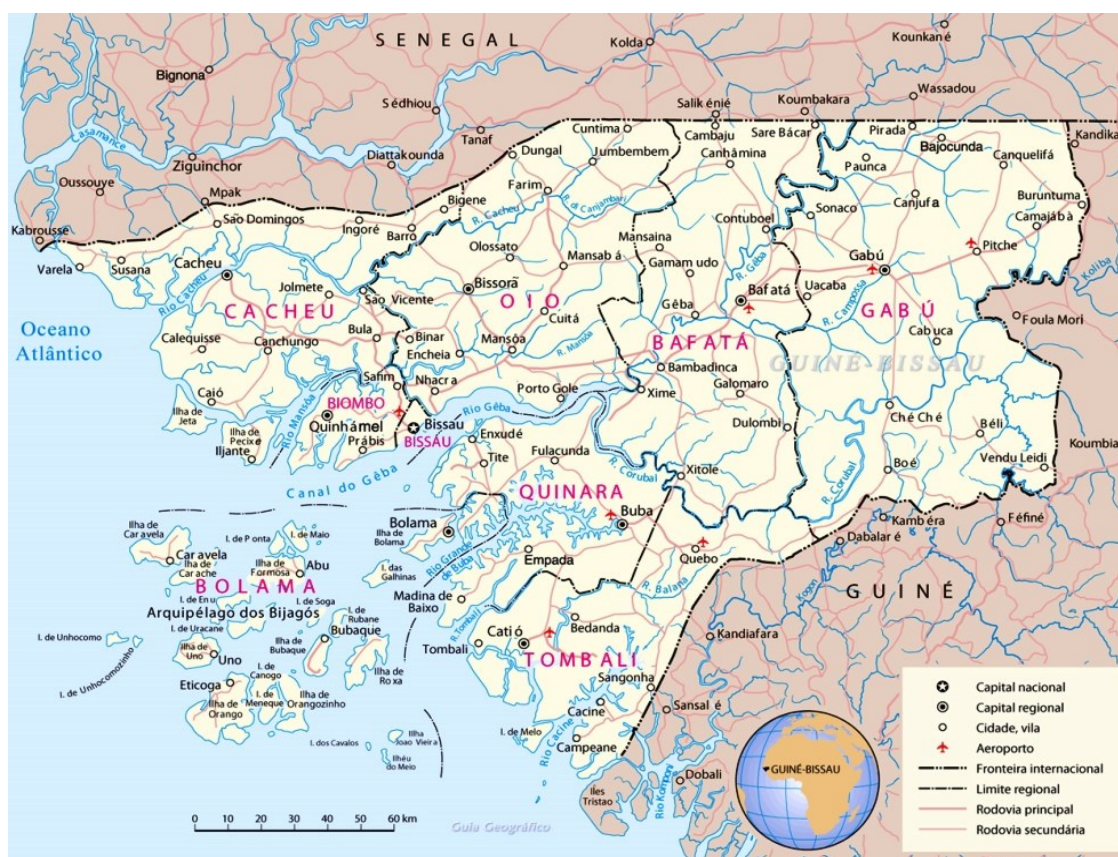 SENEGAL
Kounkané
Kolda
Bignona
Wassadou
Sédhiou
Salik énié
Koumbakara
Tanaf
Cuntima
Cambaju
Sare Bácar
Pirada
Kandika
Casamance
Ziguinchor
Diattakounda
Dungal
Jumbembem
Canhâmina
Paunca
Bajocunda
Canquelifá
Oussouye
Mpak
Farim
R. di Canjambari
Bigene
R. Cacheu
Buruntuma
Canjufa
Camajábà
Sonaco
Contuboel
Kabrousse
Sao Domingos
Ingoré
Barro
Varela
Susana
Cacheu
Rio Cacheu
Olossato
Mansabá
Mansaina
Gamamudo
R. Gêba
Gabú
Pitche
Koliba
Jolmete
Sao Vicente
Bissorã
OIO
Bafatá
Uacaba
R. Campossa
GABÚ
Foula Mori
CACHEU
Cuitá
Gêba
Oceano
Atlântico
Calequisse
Canchungo
Bula
Binar
Encheia
Mansôa
R. Mansôa
BAFATÁ
Cabuca
GUINÉ-BISSAU
Bambadinca
Caió
Safim
Nhacra
Porto Gole
Xime
Galomaro
Ilha de
Jeta
Rio Mansôa
BIOMBO
Quinhámel
Bissau
BISSAU
Rio Gêba
Dulombi
Ché Ché
Béli
Ilha de
Pecixe
Iljante
Prábis
Enxudé
Tite
Fulacunda
R. Corubal
Xitole
R. Corubal
Boé
Vendu Leidi
Koumbia
Canal do Gêba
QUINARA
Buba
Kambéra
Féfiné
Dabalaré
Ilha de
Caravela
I. de Ponta
I. de Maio
Bolama
Ilha de
Bolama
Rio Grande
de Buba
Empada
Quebo
Caravela
Ilha de
Carache
Ilha de
Formosa
Abu
I. das
Galinhas
R. Balana
Kogon
GUINÉ
BOLAMA
I. de Enu
I. de Soga
Madina de
Baixo
Arquipélago dos Bijagós
I. de
Rubane
R. Tombali
Bedanda
Kandiafara
I. de Unhocomo
I. de Uracane
Ilha de
Uno
Uno
Ilha de
Bubaque
Bubaque
Tombali
Catió
TOMBALI
I. de Unhocomozinho
Eticoga
I. de
Canogo
Ilha de
Roxa
Sangonha
Ilha de
Orango
I. de
Meneque
Ilha de
Orangozinho
Cacine
Sansalé
I. dos Cavalos
Ilha
Joao Vieira
Ilhéu
do Meio
I. de Melo
Rio Cacine
Campeane
Iles
Tristao
Rio Komponi
Dobali
GUINÉ-BISSAU
Capital nacional
Capital regional
Cidade, vila
Aeroporto
Fronteira internacional
Limite regional
Rodovia principal
Rodovia secundária
0 10 20 30 40 50 60 km
Guia Geográfico